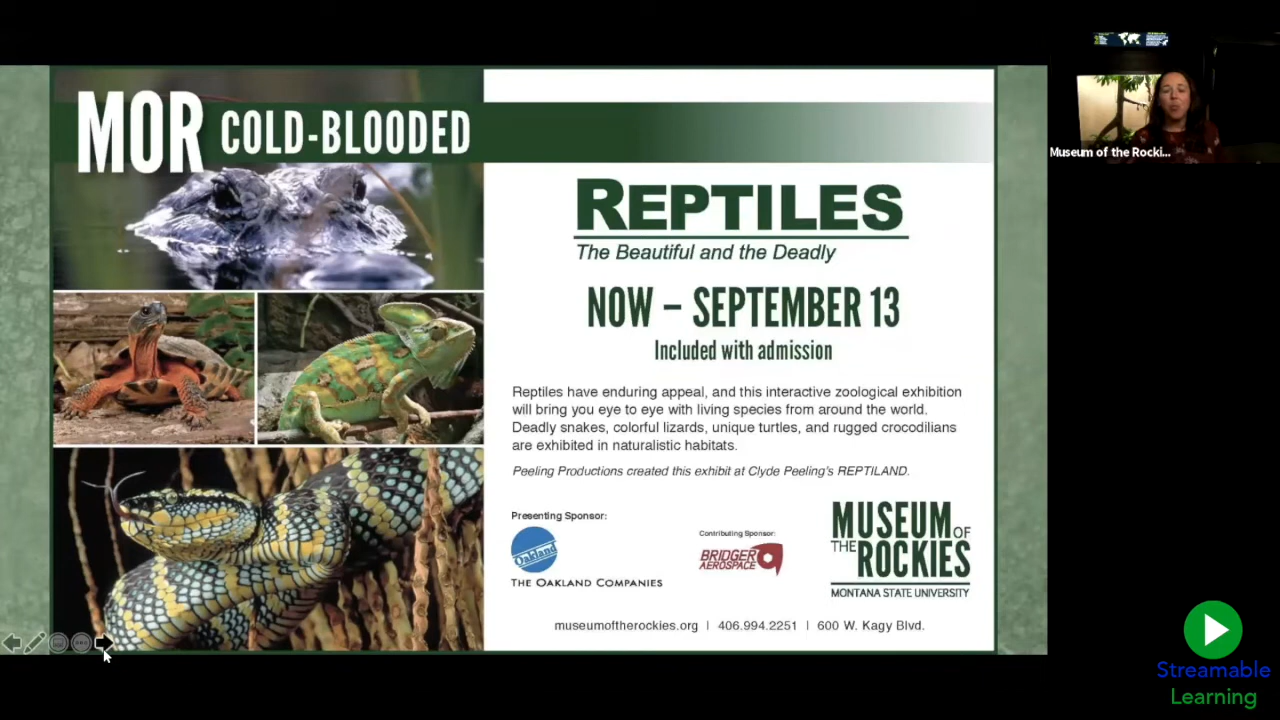 MOR COLD-BLOODED
REPTILES
The Beautiful and the Deadly
NOW – SEPTEMBER 13
Included with admission
Reptiles have enduring appeal, and this interactive zoological exhibition
will bring you eye to eye with living species from around the world.
Deadly snakes, colorful lizards, unique turtles, and rugged crocodilians
are exhibited in naturalistic habitats.
Peeling Productions created this exhibit at Clyde Peeling's REPTILAND.
Presenting Sponsor:
Oakland
THE OAKLAND COMPANIES
Contributing Sponsor:
BRIDGER
AEROSPACE
MUSEUM OF
THE ROCKIES
MONTANA STATE UNIVERSITY
museumoftherockies.org | 406.994.2251 | 600 W. Kagy Blvd.
Museum of the Rocki...
Streamable
Learning